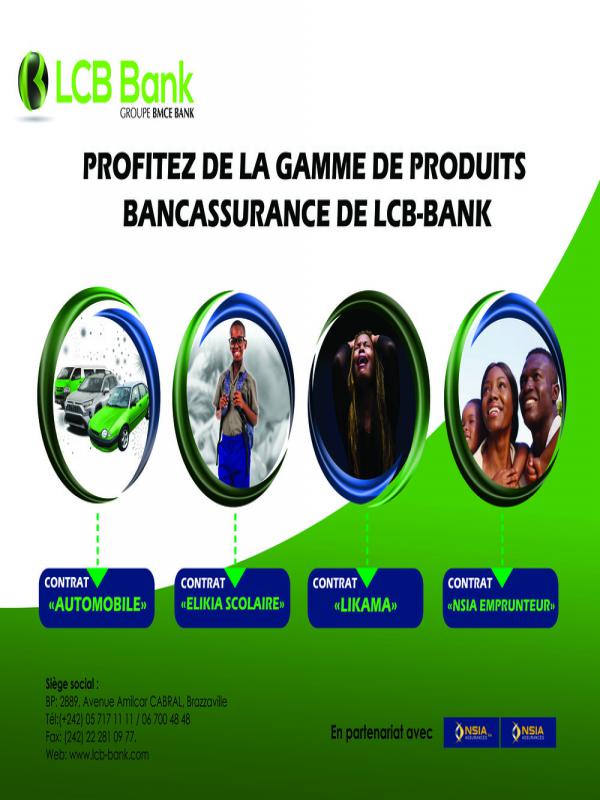 LCB Bank
GROUPE BMCE BANK
PROFITEZ DE LA GAMME DE PRODUITS
BANCASSURANCE DE LCB-BANK
CONTRAT
«AUTOMOBILE»
CONTRAT
«ELIKIA SCOLAIRE»
CONTRAT
«LIKAMA»
CONTRAT
«NSIA EMPRUNTEUR»
Siège social :
BP: 2889, Avenue Amilcar CABRAL, Brazzaville
Tél:(+242) 05 717 11 11 / 06 700 48 48
Fax: (242) 22 281 09 77.
Web: www.lcb-bank.com
En partenariat avec
NSIA
ASSURANCES
NSIA
ASSURANCES